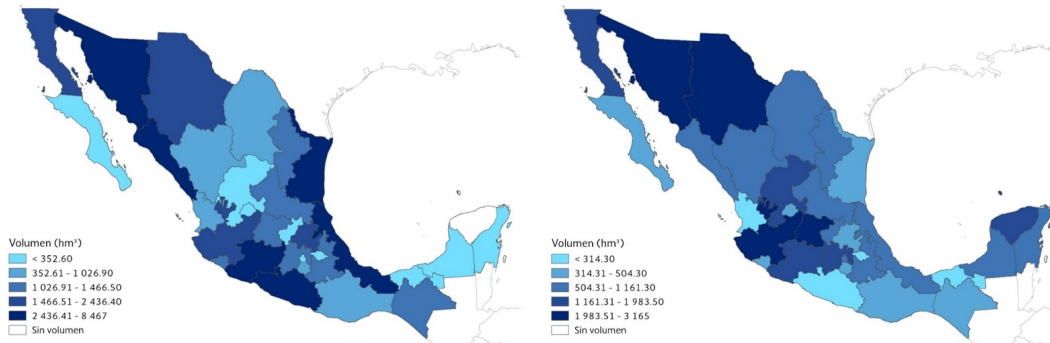 Volumen (hm³)
< 352.60
352.61 - 1 026.90
1 026.91 - 1 466.50
1 466.51 - 2 436.40
2 436.41 - 8 467
Sin volumen
Volumen (hm³)
< 314.30
314.31 - 504.30
504.31 - 1 161.30
1 161.31 - 1 983.50
1 983.51 - 3 165
Sin volumen